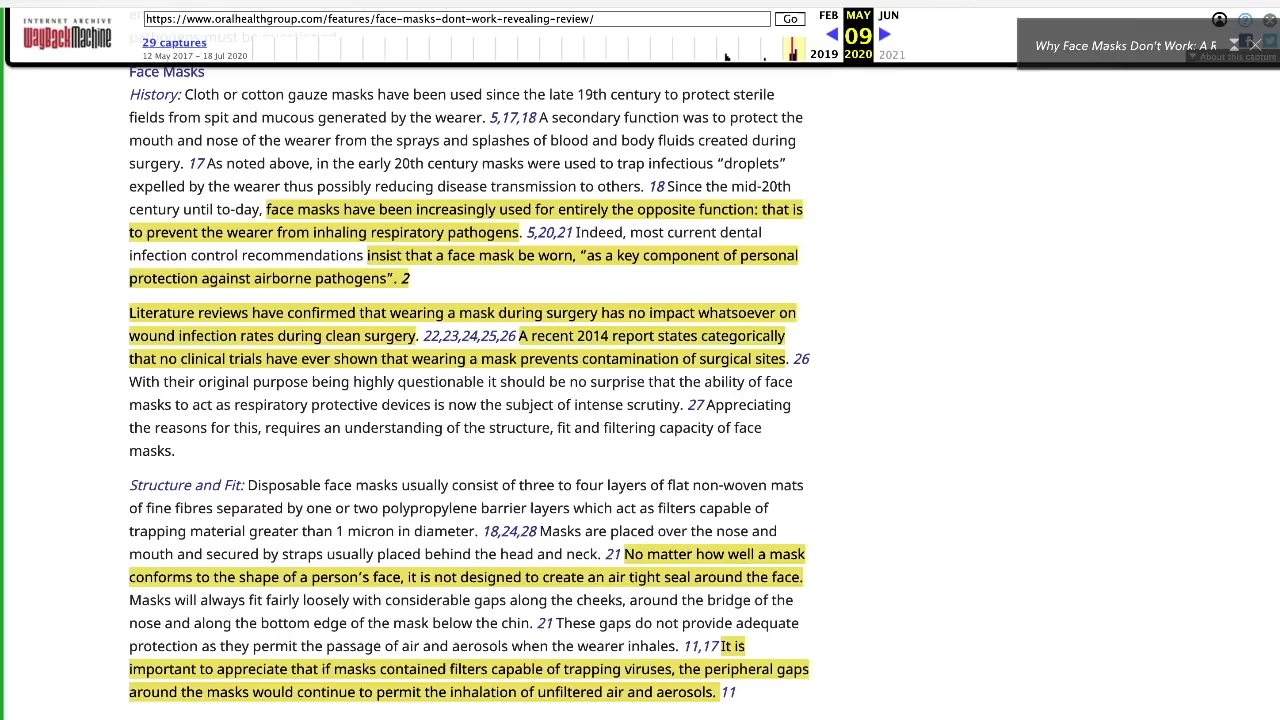 INTERNET ARCHIVE
WayBackMachine
https://www.oralhealthgroup.com/features/face-masks-dont-work-revealing-review/
Go
FEB MAY JUN
29 captures
09
12 May 2017 – 18 Jul 2020
2019 2020 2021
Why Face Masks Don't Work: A R
About this capture
Face Masks
History: Cloth or cotton gauze masks have been used since the late 19th century to protect sterile
fields from spit and mucous generated by the wearer. 5,17,18 A secondary function was to protect the
mouth and nose of the wearer from the sprays and splashes of blood and body fluids created during
surgery. 17 As noted above, in the early 20th century masks were used to trap infectious “droplets”
expelled by the wearer thus possibly reducing disease transmission to others. 18 Since the mid-20th
century until to-day, face masks have been increasingly used for entirely the opposite function: that is
to prevent the wearer from inhaling respiratory pathogens. 5,20,21 Indeed, most current dental
infection control recommendations insist that a face mask be worn, “as a key component of personal
protection against airborne pathogens”. 2
Literature reviews have confirmed that wearing a mask during surgery has no impact whatsoever on
wound infection rates during clean surgery. 22,23,24,25,26 A recent 2014 report states categorically
that no clinical trials have ever shown that wearing a mask prevents contamination of surgical sites. 26
With their original purpose being highly questionable it should be no surprise that the ability of face
masks to act as respiratory protective devices is now the subject of intense scrutiny. 27 Appreciating
the reasons for this, requires an understanding of the structure, fit and filtering capacity of face
masks.
Structure and Fit: Disposable face masks usually consist of three to four layers of flat non-woven mats
of fine fibres separated by one or two polypropylene barrier layers which act as filters capable of
trapping material greater than 1 micron in diameter. 18,24,28 Masks are placed over the nose and
mouth and secured by straps usually placed behind the head and neck. 21 No matter how well a mask
conforms to the shape of a person’s face, it is not designed to create an air tight seal around the face.
Masks will always fit fairly loosely with considerable gaps along the cheeks, around the bridge of the
nose and along the bottom edge of the mask below the chin. 21 These gaps do not provide adequate
protection as they permit the passage of air and aerosols when the wearer inhales. 11,17 It is
important to appreciate that if masks contained filters capable of trapping viruses, the peripheral gaps
around the masks would continue to permit the inhalation of unfiltered air and aerosols. 11